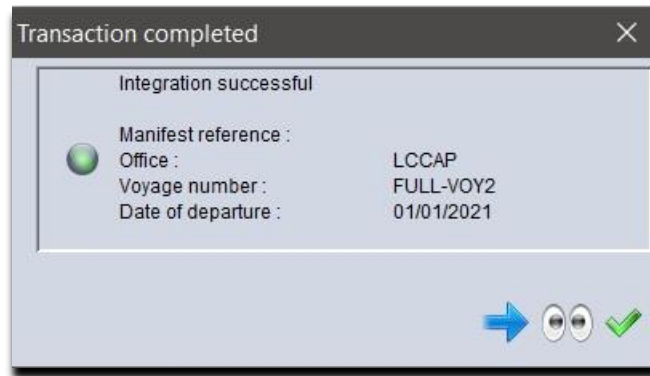 Transaction completed
Integration successful
Manifest reference :
Office : LCCAP
Voyage number : FULL-VOY2
Date of departure : 01/01/2021